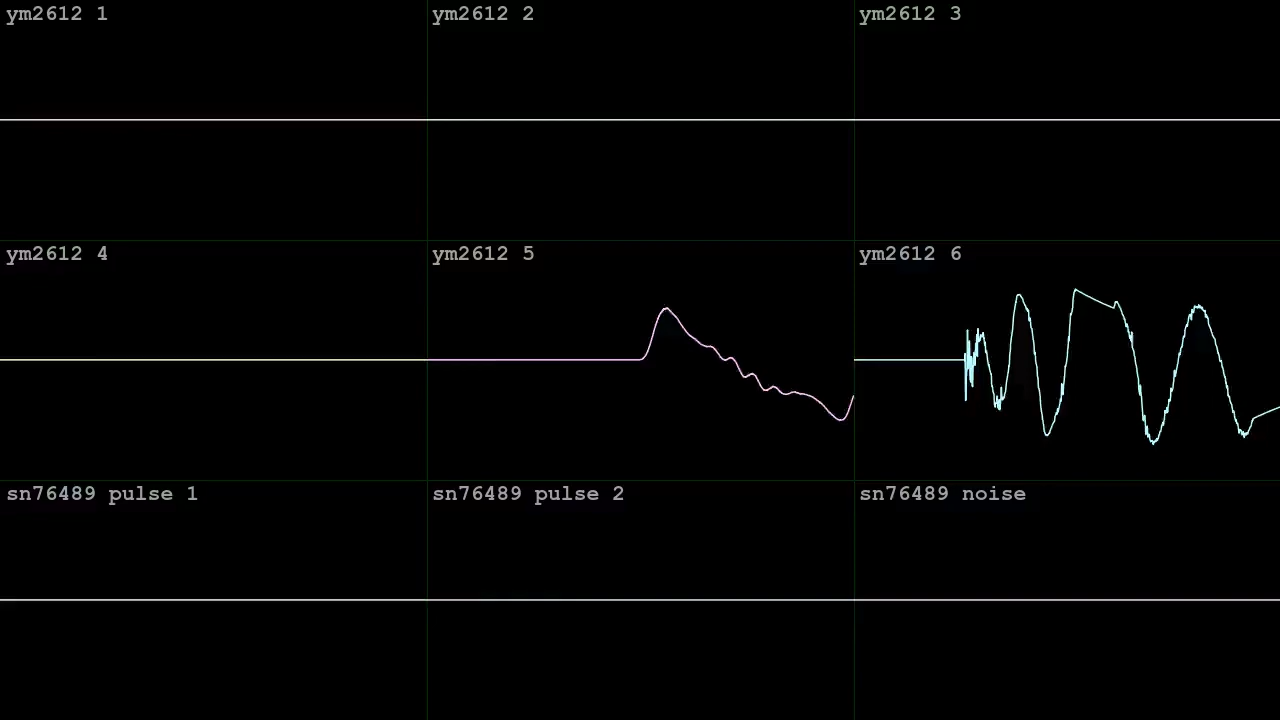 ym2612 1
ym2612 2
ym2612 3
ym2612 4
ym2612 5
ym2612 6
sn76489 pulse 1
sn76489 pulse 2
sn76489 noise